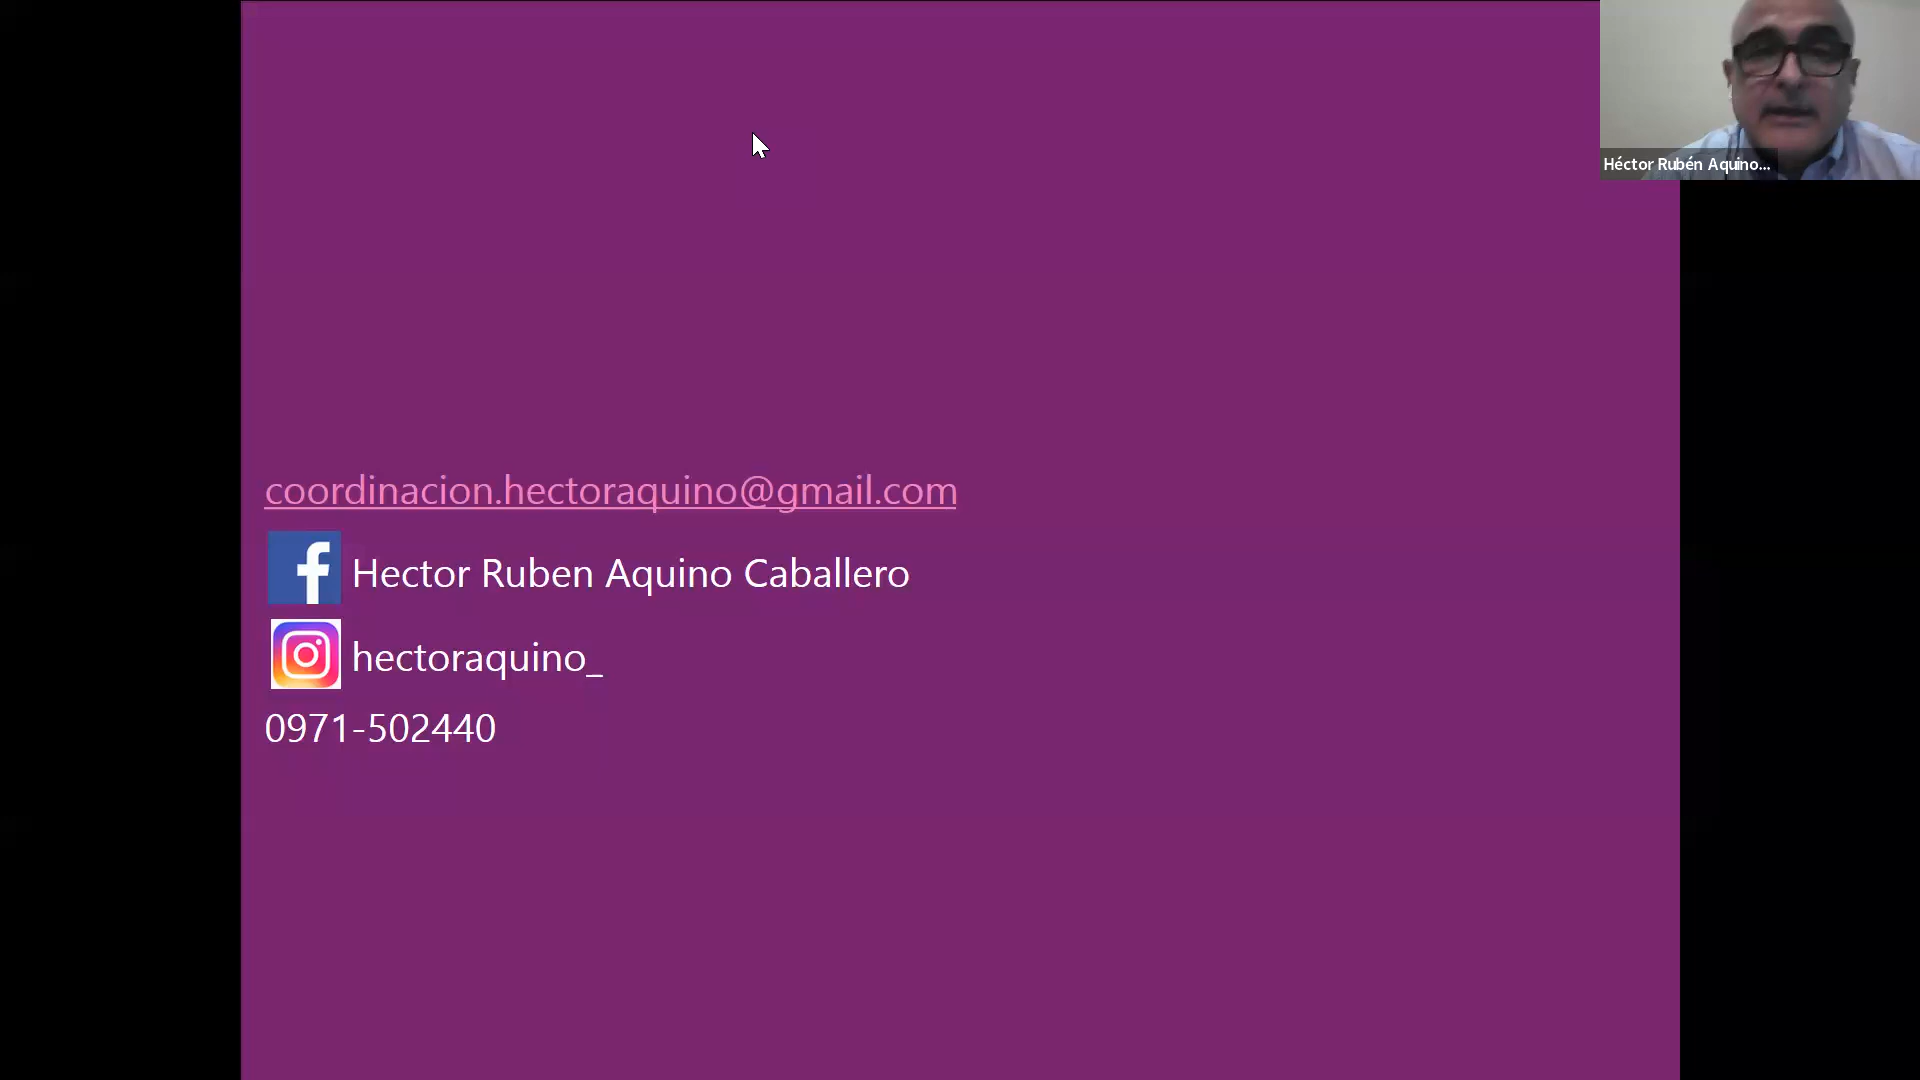 Héctor Rubén Aquino...
coordinacion.hectoraquino@gmail.com
Hector Ruben Aquino Caballero
hectoraquino_
0971-502440